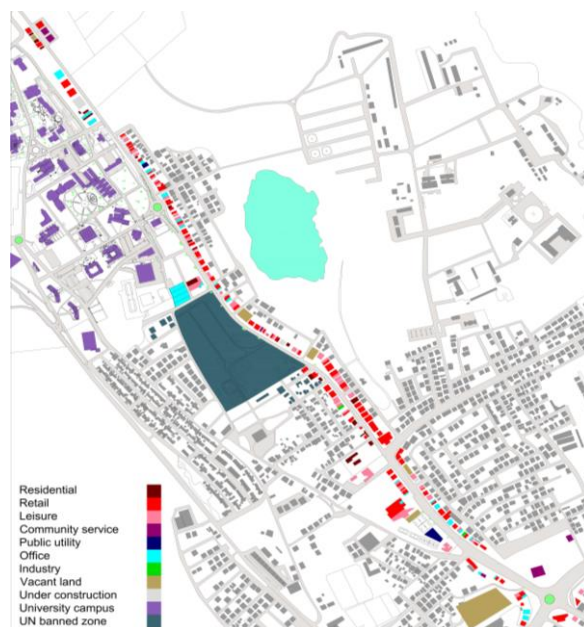 Residential
Retail
Leisure
Community service
Public utility
Office
Industry
Vacant land
Under construction
University campus
UN banned zone